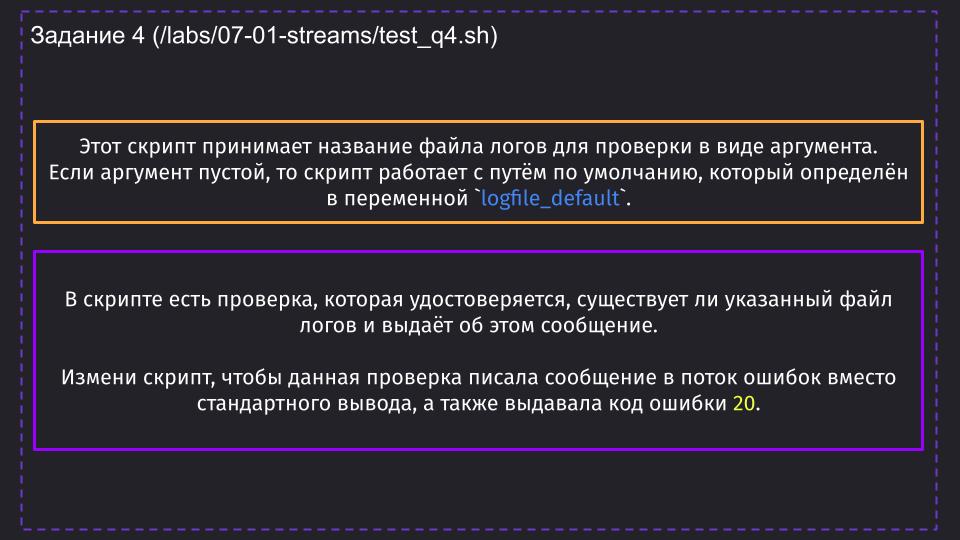 Задание 4 (/labs/07-01-streams/test_q4.sh)
Этот скрипт принимает название файла логов для проверки в виде аргумента.
Если аргумент пустой, то скрипт работает с путём по умолчанию, который определён
в переменной `logfile_default`.
В скрипте есть проверка, которая удостоверяется, существует ли указанный файл
логов и выдаёт об этом сообщение.
Измени скрипт, чтобы данная проверка писала сообщение в поток ошибок вместо
стандартного вывода, а также выдавала код ошибки 20.